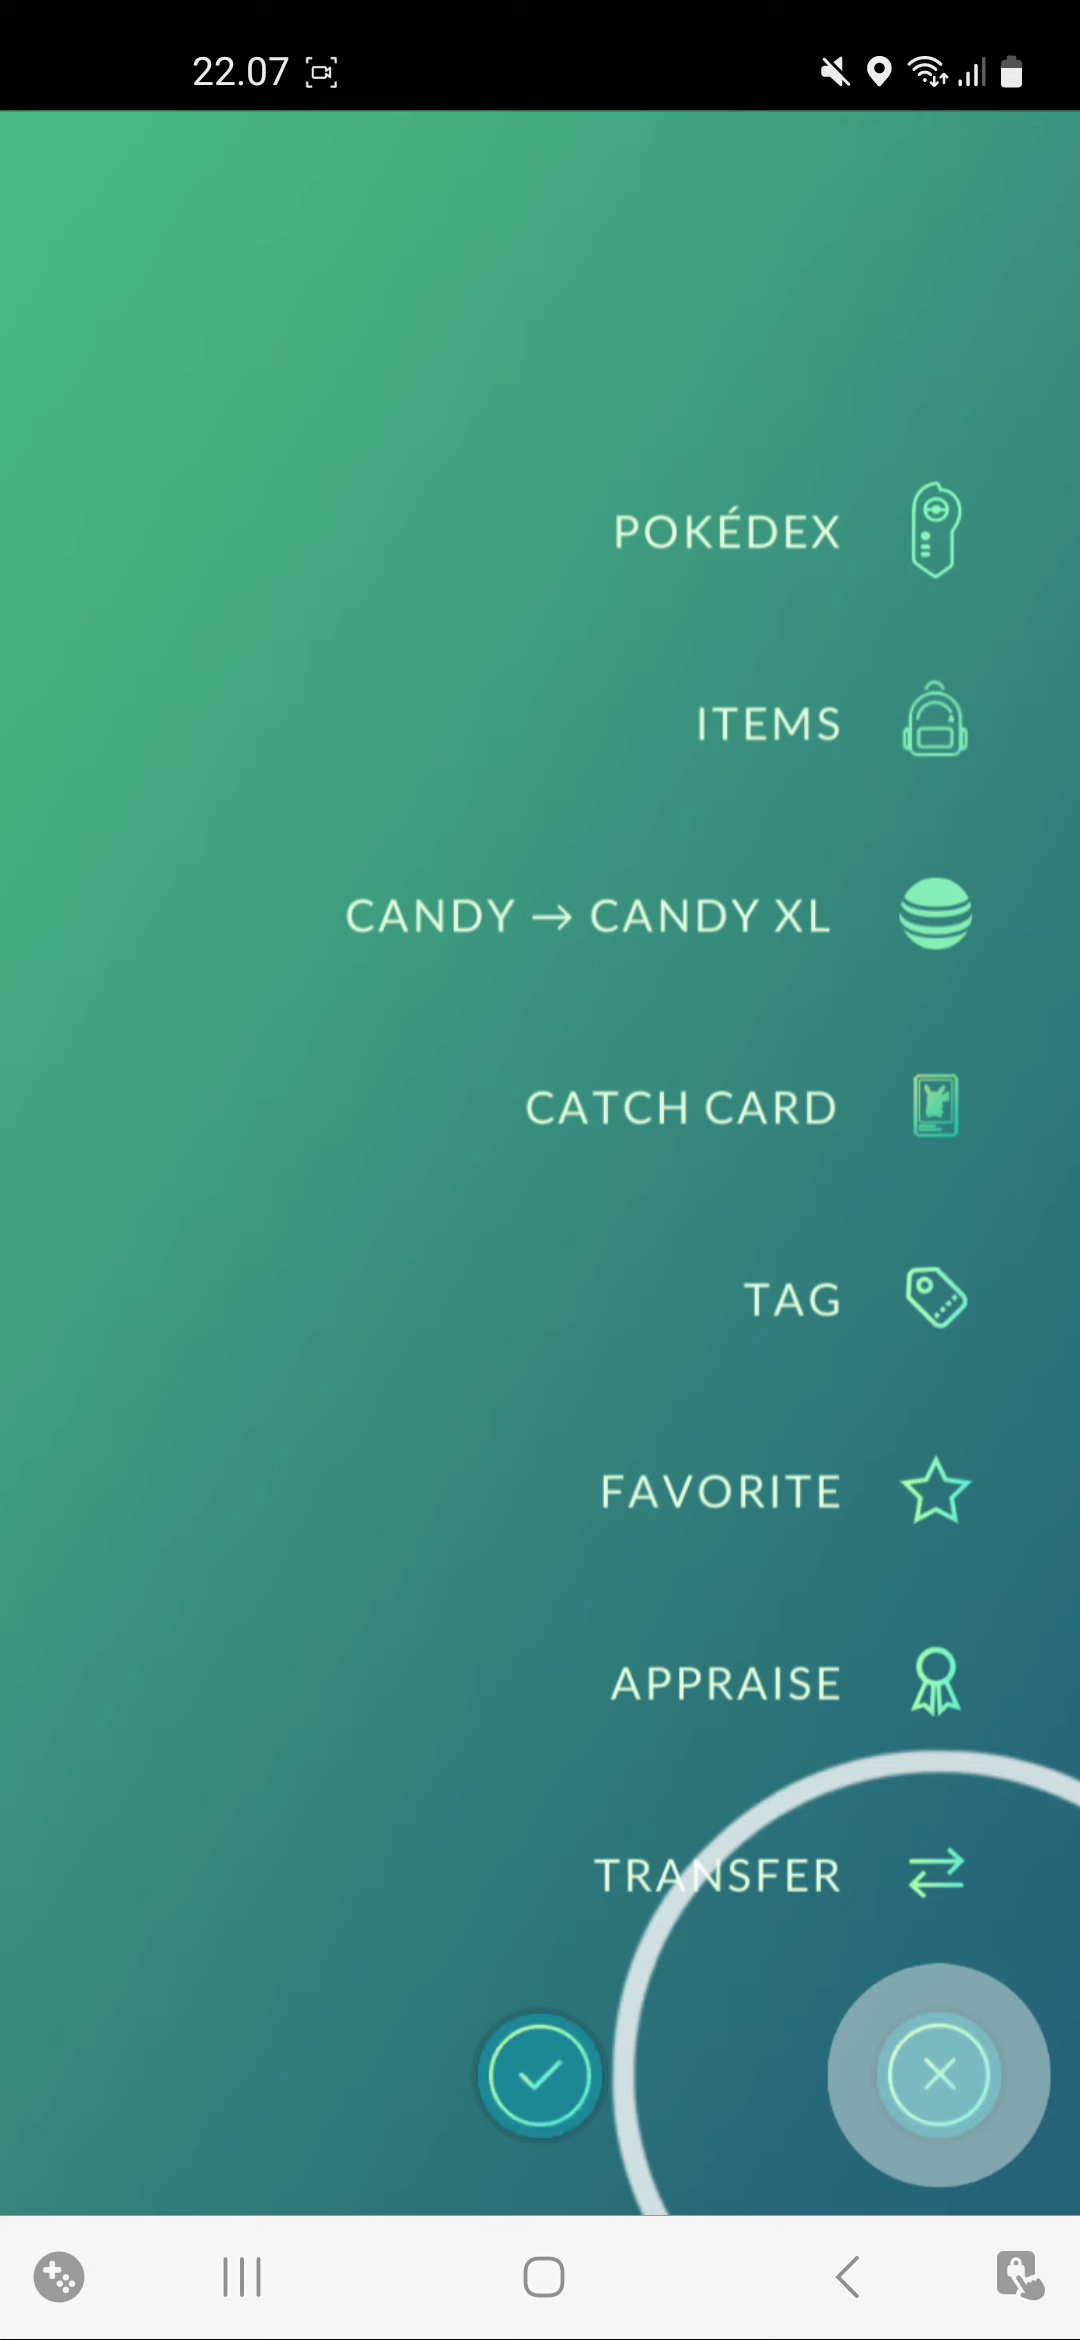 22.07
POKÉDEX
ITEMS
CANDY → CANDY XL
CATCH CARD
TAG
FAVORITE
APPRAISE
TRANSFER